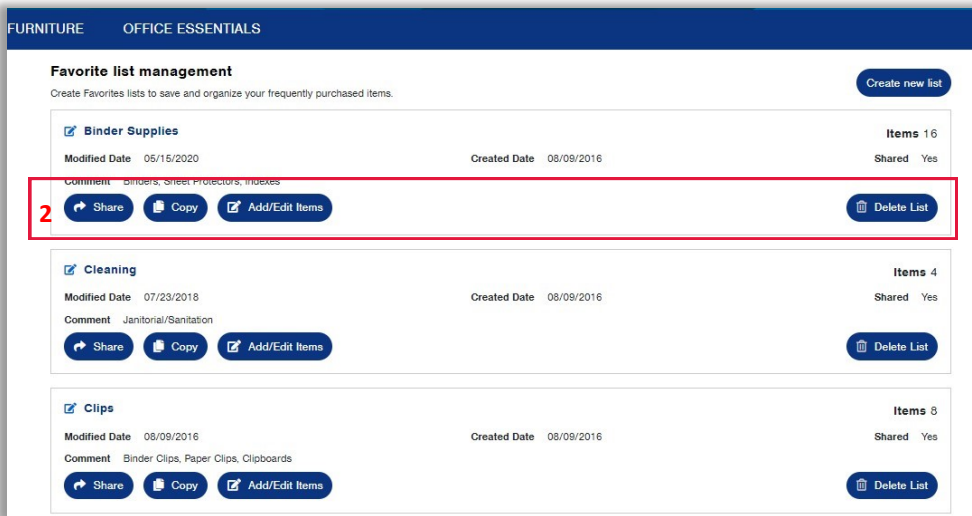 FURNITURE OFFICE ESSENTIALS
Favorite list management
Create new list
Create Favorites lists to save and organize your frequently purchased items.
Binder Supplies Items 16
Modified Date 05/15/2020 Created Date 08/09/2016 Shared Yes
Comment Binders, Sheet Protectors, Indexes
2 Share Copy Add/Edit Items Delete List
Cleaning Items 4
Modified Date 07/23/2018 Created Date 08/09/2016 Shared Yes
Comment Janitorial/Sanitation
Share Copy Add/Edit Items Delete List
Clips Items 8
Modified Date 08/09/2016 Created Date 08/09/2016 Shared Yes
Comment Binder Clips, Paper Clips, Clipboards
Share Copy Add/Edit Items Delete List